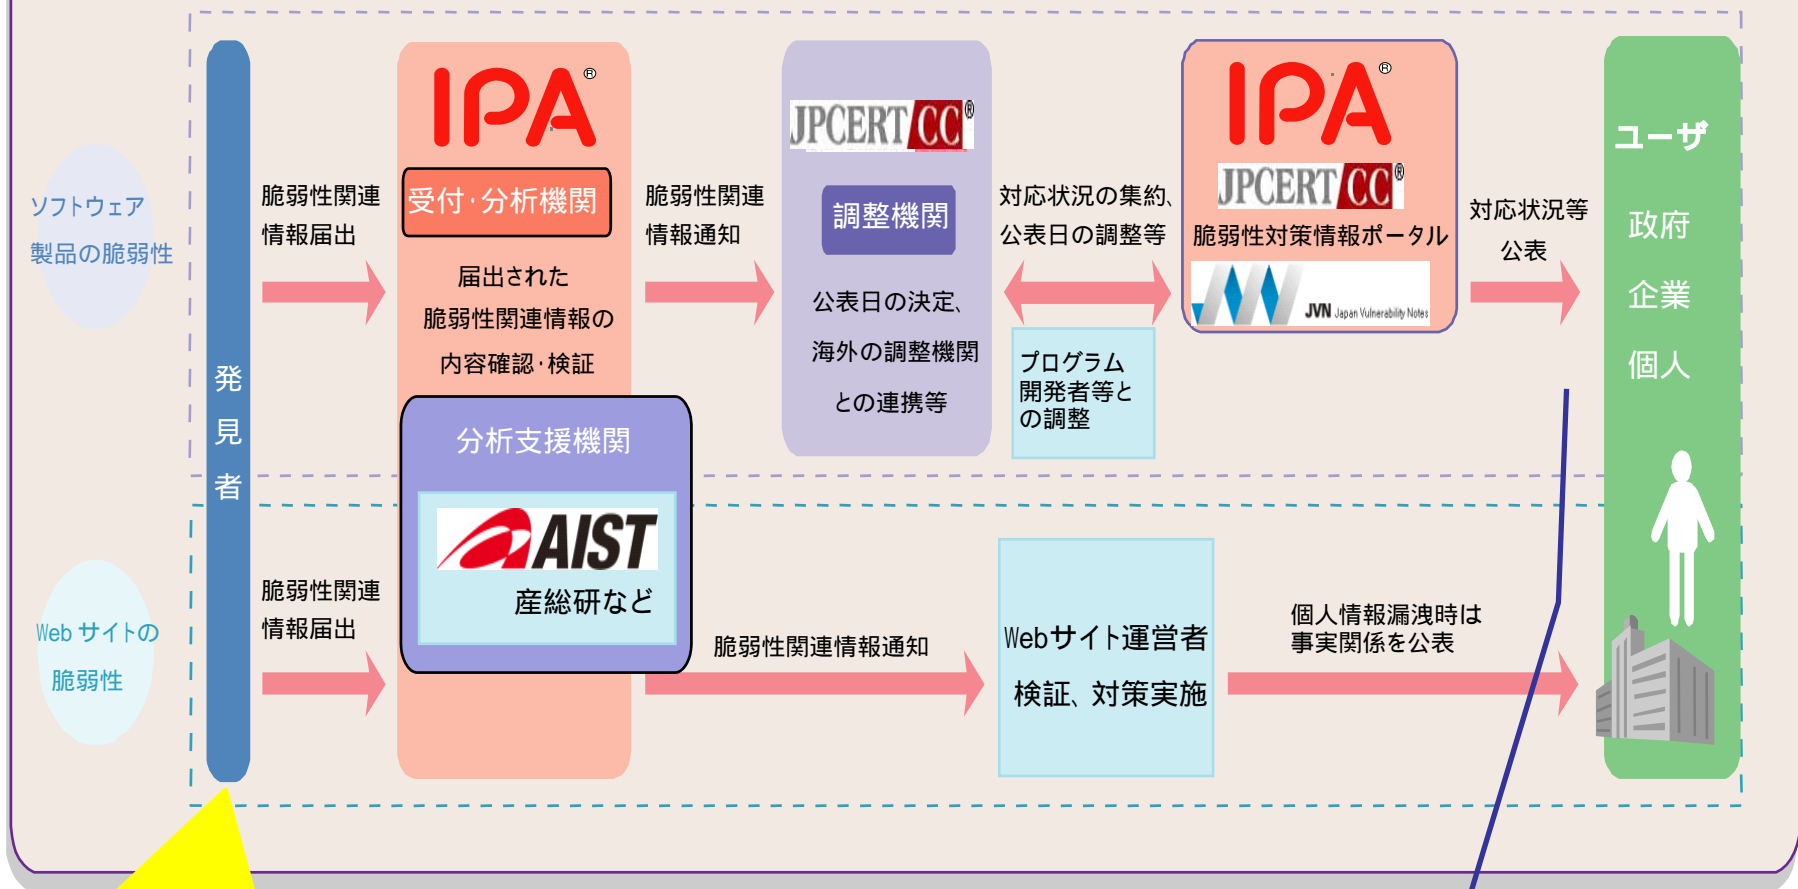 ソフトウェア
製品の脆弱性
Webサイトの
脆弱性
発
見
者
脆弱性関連
情報届出
IPA®
受付・分析機関
届出された
脆弱性関連情報の
内容確認・検証
分析支援機関
AIST
産総研など
脆弱性関連
情報通知
JPCERT/CC®
調整機関
公表日の決定、
海外の調整機関
との連携等
対応状況の集約、
公表日の調整等
プログラム
開発者等と
の調整
IPA®
JPCERT/CC®
脆弱性対策情報ポータル
JVN Japan Vulnerability Notes
対応状況等
公表
ユーザ
政府
企業
個人
脆弱性関連
情報届出
脆弱性関連情報通知
Webサイト運営者
検証、対策実施
個人情報漏洩時は
事実関係を公表